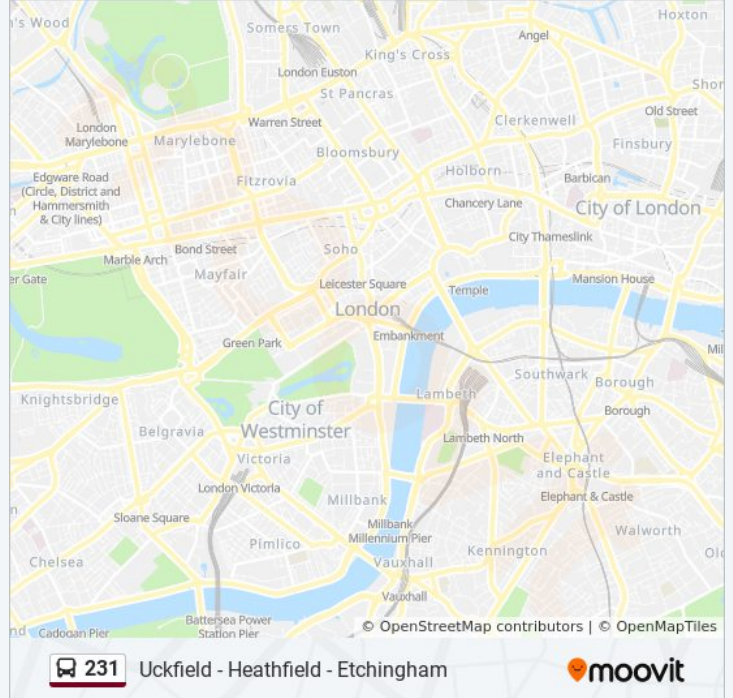 's Wood
Somers Town
Hoxton
Angel
King's Cross
London Euston
St Pancras
Shor
Old Street
Clerkenwell
London
Marylebone
Marylebone
Warren Street
Finsbury
Bloomsbury
Holborn
Barbican
Edgware Road
(Circle, District and
Hammersmith
& City lines)
Fitzrovia
Chancery Lane
City of London
City Thameslink
Bond Street
Soho
Marble Arch
er Gate
Mayfair
Leicester Square
Temple
Mansion House
London
Embankment
Green Park
Mil
Southwark
Borough
Knightsbridge
Lambeth
City of
Westminster
Borough
Belgravia
Lambeth North
Victoria
Elephant
and Castle
London Victoria
Elephant & Castle
Millbank
Sloane Square
Millbank
Millennium Pier
Walworth
Pimlico
Kennington
Olc
Chelsea
Vauxhall
Vauxhall
nd
Cadogan Pier
Battersea Power
Station Pier
© OpenStreetMap contributors | © OpenMapTiles
231 Uckfield - Heathfield - Etchingham
moovit